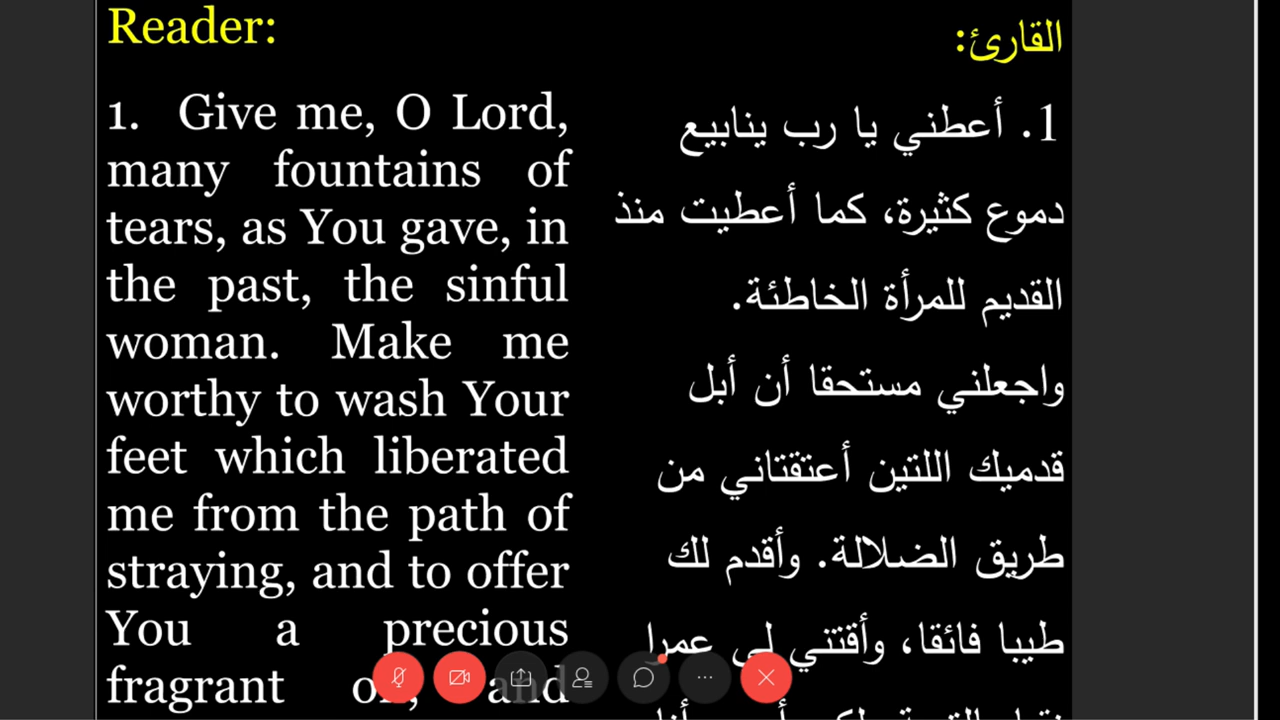 Reader:
1. Give me, O Lord,
many fountains of
tears, as You gave, in
the past, the sinful
woman. Make me
worthy to wash Your
feet which liberated
me from the path of
straying, and to offer
You a precious
fragrant and
القارئ:
1. أعطني يا رب ينابيع
دموع كثيرة، كما أعطيت منذ
القديم للمرأة الخاطئة.
واجعلني مستحقا أن أبل
قدميك اللتين أعتقتاني من
طريق الضلالة. وأقدم لك
طيبا فائقا، وأقتني لي عمرا